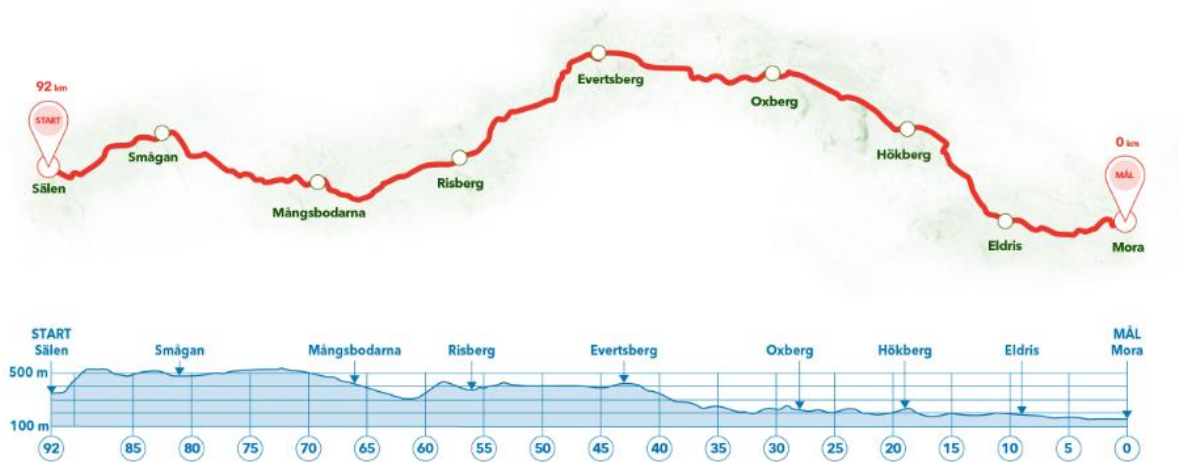 92 km
START
Sälen
Smågan
Mångsbodarna
Risberg
Evertsberg
Oxberg
Hökberg
Eldris
0 km
MÅL
Mora
START
Sälen
Smågan
Mångsbodarna
Risberg
Evertsberg
Oxberg
Hökberg
Eldris
MÅL
Mora
500 m
100 m
92 85 80 75 70 65 60 55 50 45 40 35 30 25 20 15 10 5 0